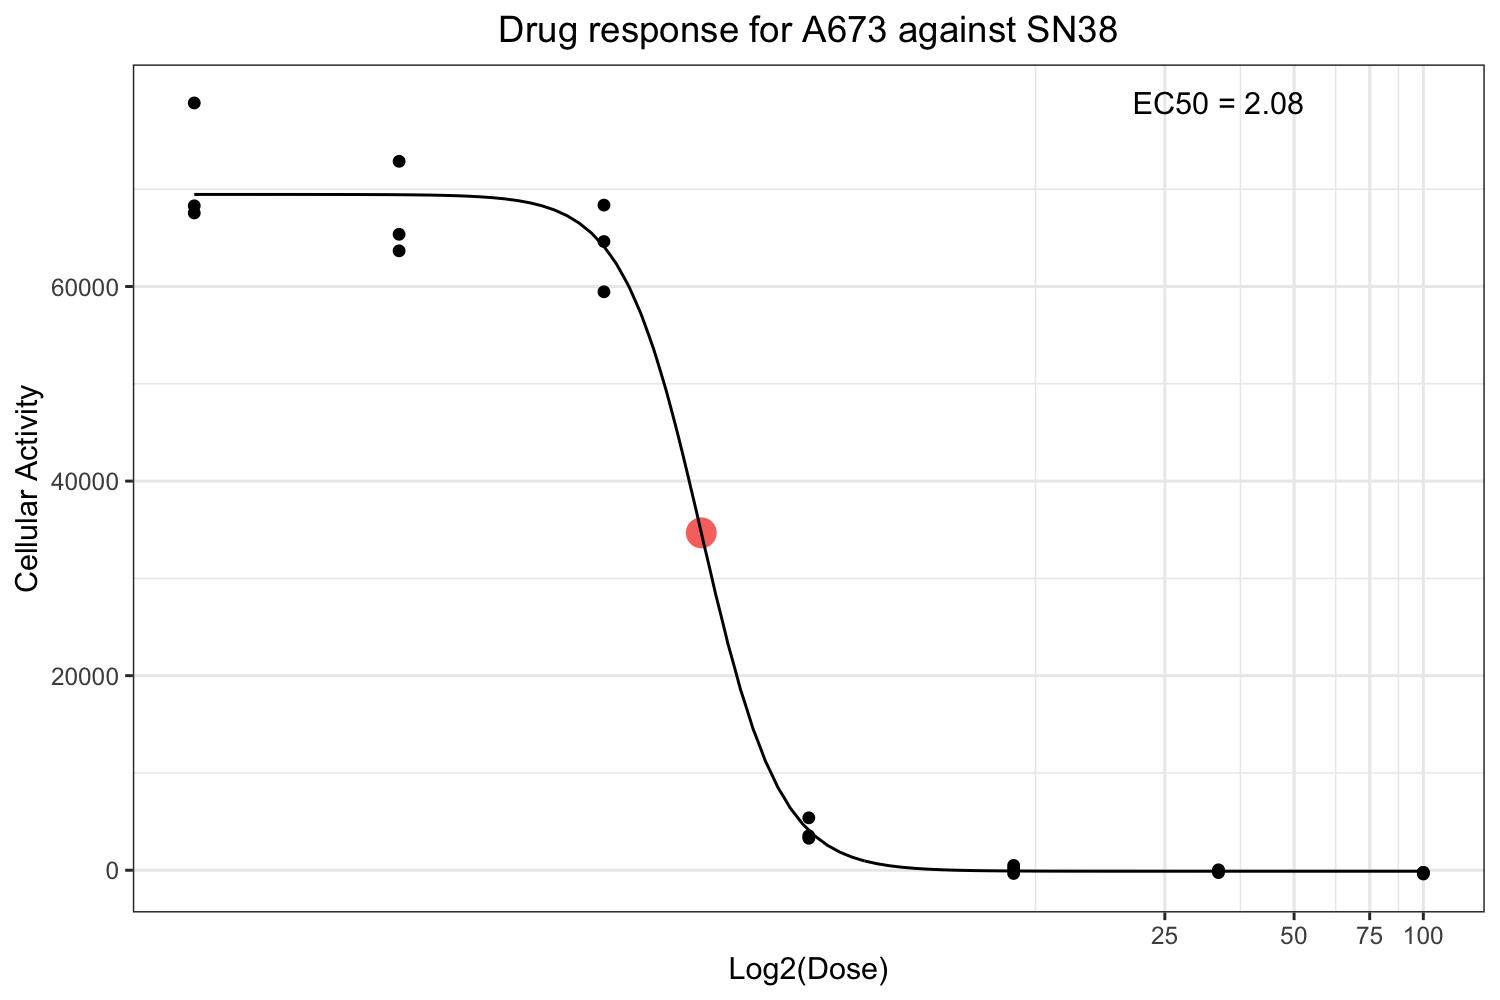 Drug response for A673 against SN38
EC50 = 2.08
60000
40000
20000
0
Cellular Activity
25 50 75 100
Log2(Dose)